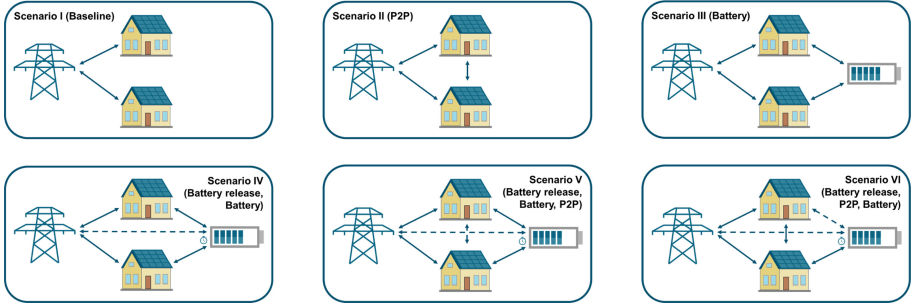 Scenario I (Baseline)
Scenario II (P2P)
Scenario III (Battery)
Scenario IV
(Battery release,
Battery)
Scenario V
(Battery release,
Battery, P2P)
Scenario VI
(Battery release,
P2P, Battery)